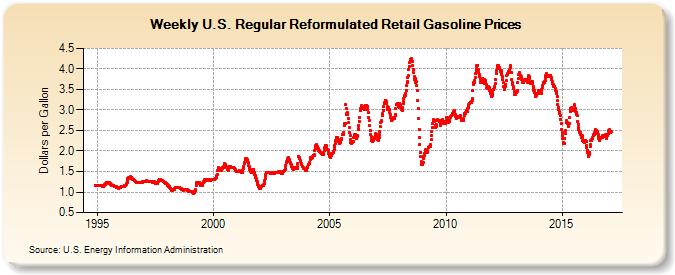 Weekly U.S. Regular Reformulated Retail Gasoline Prices
Dollars per Gallon
4.5
4.0
3.5
3.0
2.5
2.0
1.5
1.0
0.5
1995 2000 2005 2010 2015
Source: U.S. Energy Information Administration